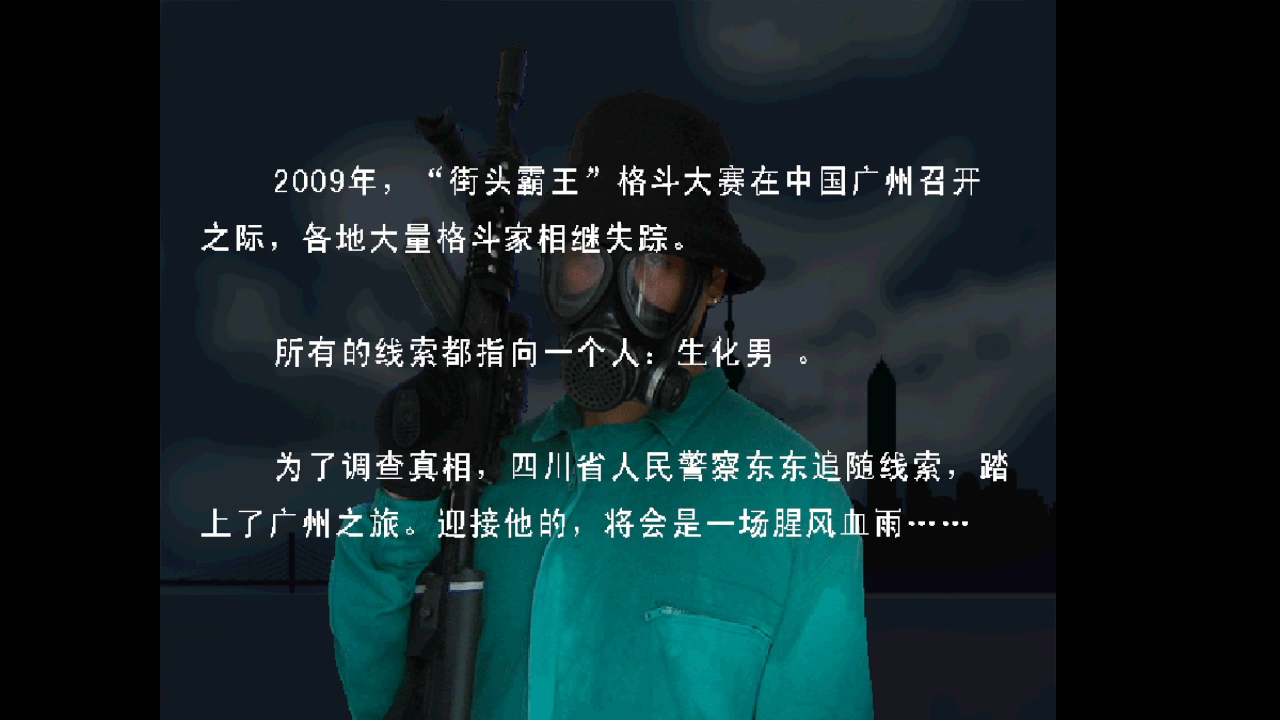 2009年，“街头霸王”格斗大赛在中国广州召开
之际，各地大量格斗家相继失踪。
所有的线索都指向一个人：生化男 。
为了调查真相，四川省人民警察东东追随线索，踏
上了广州之旅。迎接他的，将会是一场腥风血雨……